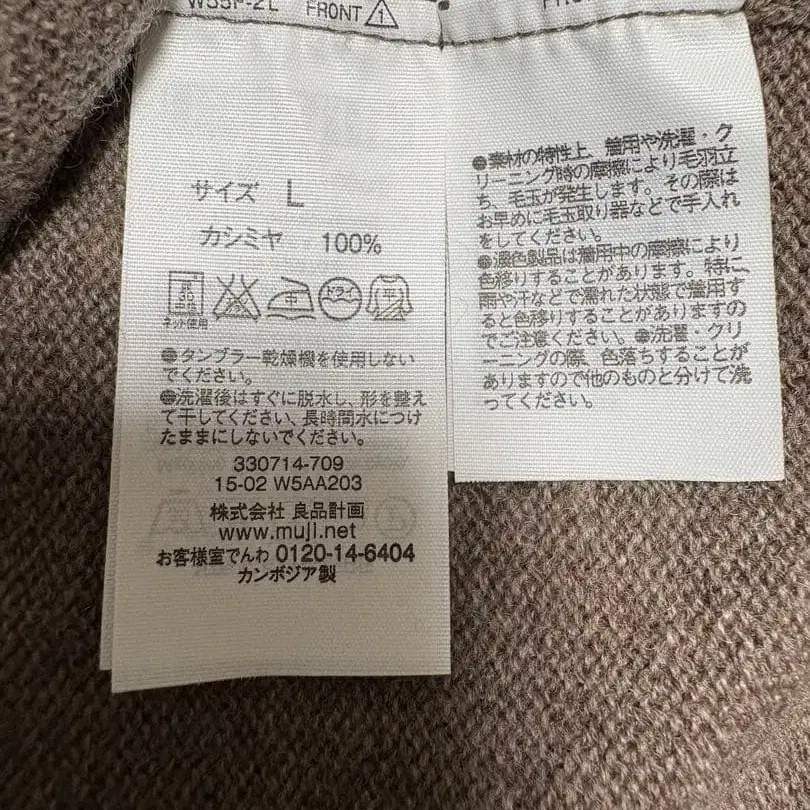 WS5F-2L FRONT 1
サイズ L
カシミヤ 100%
30
中
ドライ
平
ネット使用
●タンブラー乾燥機を使用しない
でください。
●洗濯後はすぐに脱水し、形を整え
て干してください、長時間水につけ
たままにしないでください。
330714-709
15-02 W5AA203
株式会社 良品計画
www.muji.net
お客様室でんわ 0120-14-6404
カンボジア製
●素材の特性上、着用や洗濯・ク
リーニング時の摩擦により毛羽立
ち、毛玉が発生します。その際は
お早めに毛玉取り器などで手入れ
をしてください。
●濃色製品は着用中の摩擦により
色移りすることがあります。特に、
雨や汗などで濡れた状態で着用す
ると色移りすることがありますの
でご注意ください。●洗濯・クリ
ーニングの際、色落ちすることが
ありますので他のものと分けて洗
ってください。